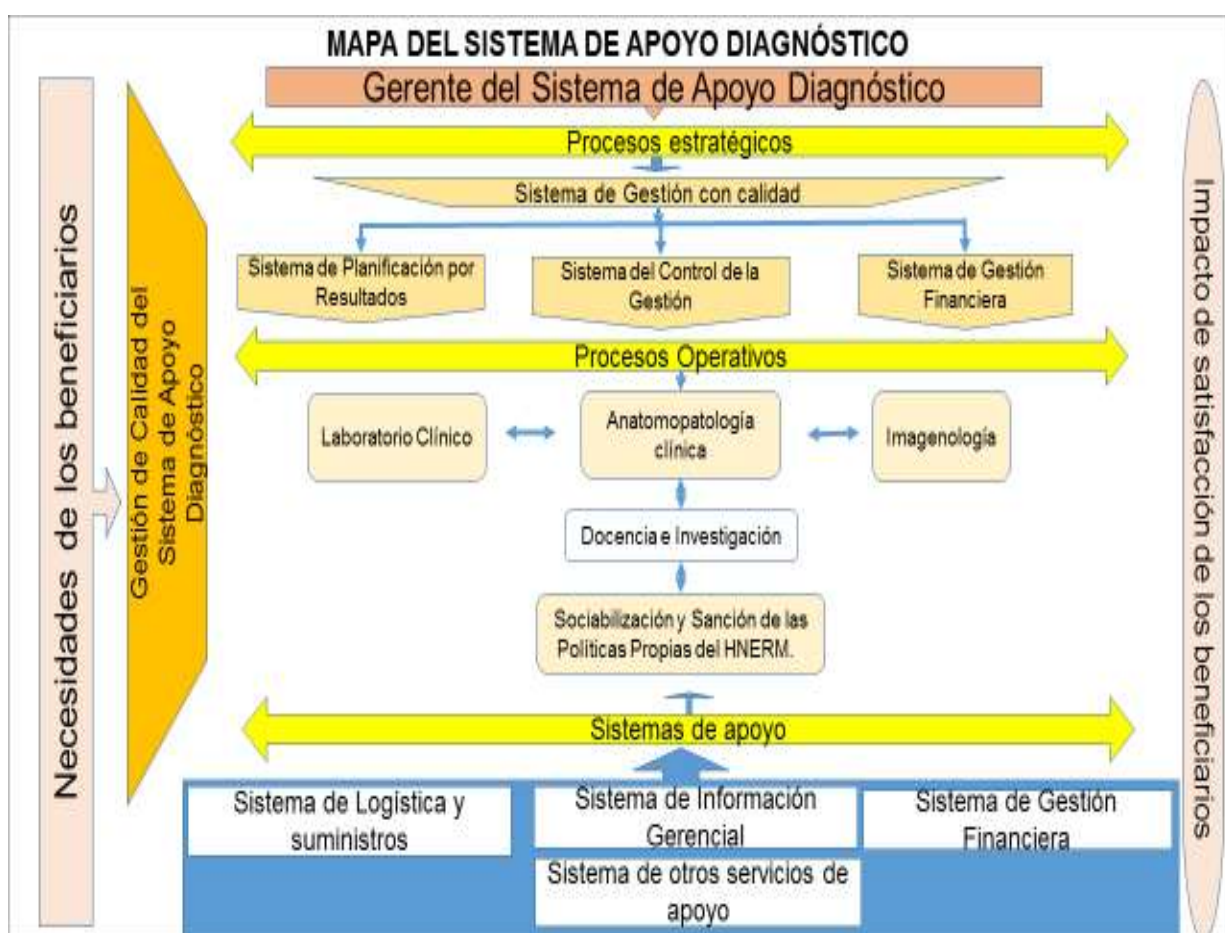 MAPA DEL SISTEMA DE APOYO DIAGNÓSTICO
Gerente del Sistema de Apoyo Diagnóstico
Necesidades de los beneficiarios
Gestión de Calidad del
Sistema de Apoyo
Diagnóstico
Procesos estratégicos
Sistema de Gestión con calidad
Sistema de Planificación por
Resultados
Sistema del Control de la
Gestión
Sistema de Gestión
Financiera
Procesos Operativos
Laboratorio Clínico
Anatomopatología
clínica
Imagenología
Docencia e Investigación
Sociabilización y Sanción de las
Políticas Propias del HNERM.
Sistemas de apoyo
Sistema de Logística y
suministros
Sistema de Información
Gerencial
Sistema de Gestión
Financiera
Sistema de otros servicios de
apoyo
Impacto de satisfacción de los beneficiarios